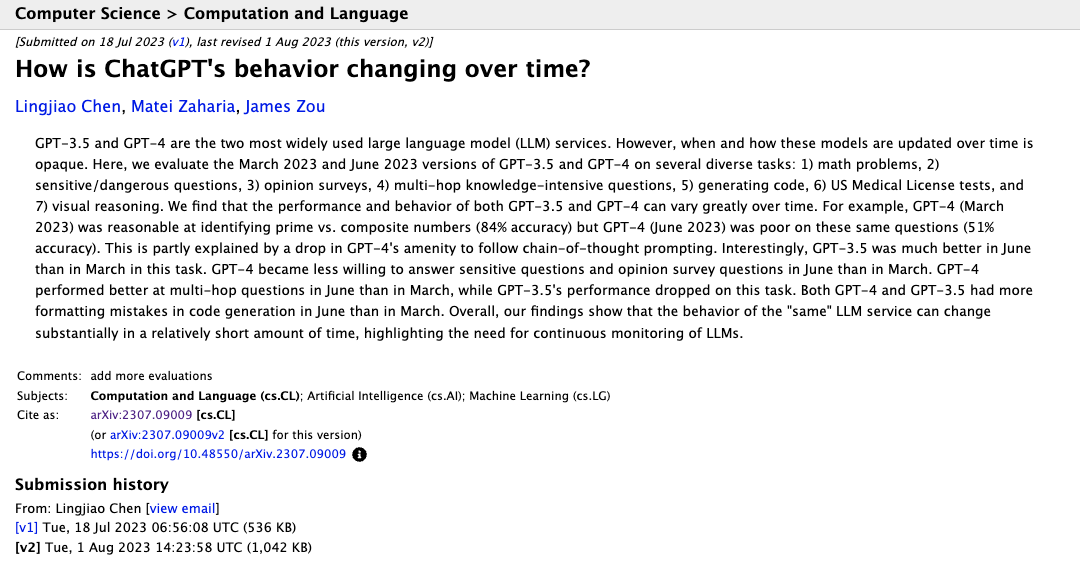 Computer Science > Computation and Language
[Submitted on 18 Jul 2023 (v1), last revised 1 Aug 2023 (this version, v2)]
How is ChatGPT's behavior changing over time?
Lingjiao Chen, Matei Zaharia, James Zou
GPT-3.5 and GPT-4 are the two most widely used large language model (LLM) services. However, when and how these models are updated over time is
opaque. Here, we evaluate the March 2023 and June 2023 versions of GPT-3.5 and GPT-4 on several diverse tasks: 1) math problems, 2)
sensitive/dangerous questions, 3) opinion surveys, 4) multi-hop knowledge-intensive questions, 5) generating code, 6) US Medical License tests, and
7) visual reasoning. We find that the performance and behavior of both GPT-3.5 and GPT-4 can vary greatly over time. For example, GPT-4 (March
2023) was reasonable at identifying prime vs. composite numbers (84% accuracy) but GPT-4 (June 2023) was poor on these same questions (51%
accuracy). This is partly explained by a drop in GPT-4's amenity to follow chain-of-thought prompting. Interestingly, GPT-3.5 was much better in June
than in March in this task. GPT-4 became less willing to answer sensitive questions and opinion survey questions in June than in March. GPT-4
performed better at multi-hop questions in June than in March, while GPT-3.5's performance dropped on this task. Both GPT-4 and GPT-3.5 had more
formatting mistakes in code generation in June than in March. Overall, our findings show that the behavior of the "same" LLM service can change
substantially in a relatively short amount of time, highlighting the need for continuous monitoring of LLMs.
Comments: add more evaluations
Subjects: Computation and Language (cs.CL); Artificial Intelligence (cs.AI); Machine Learning (cs.LG)
Cite as: arXiv:2307.09009 [cs.CL]
(or arXiv:2307.09009v2 [cs.CL] for this version)
https://doi.org/10.48550/arXiv.2307.09009
Submission history
From: Lingjiao Chen [view email]
[v1] Tue, 18 Jul 2023 06:56:08 UTC (536 KB)
[v2] Tue, 1 Aug 2023 14:23:58 UTC (1,042 KB)